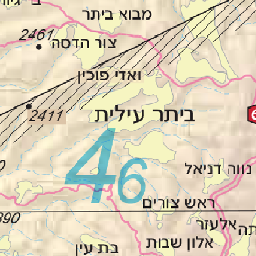 מבוא ביתר
2461
צור הדסה
ואדי פוכין
2411
ביתר עילית
46
נווה דניאל
ראש צורים
אלעזר
אלון שבות
בת עין